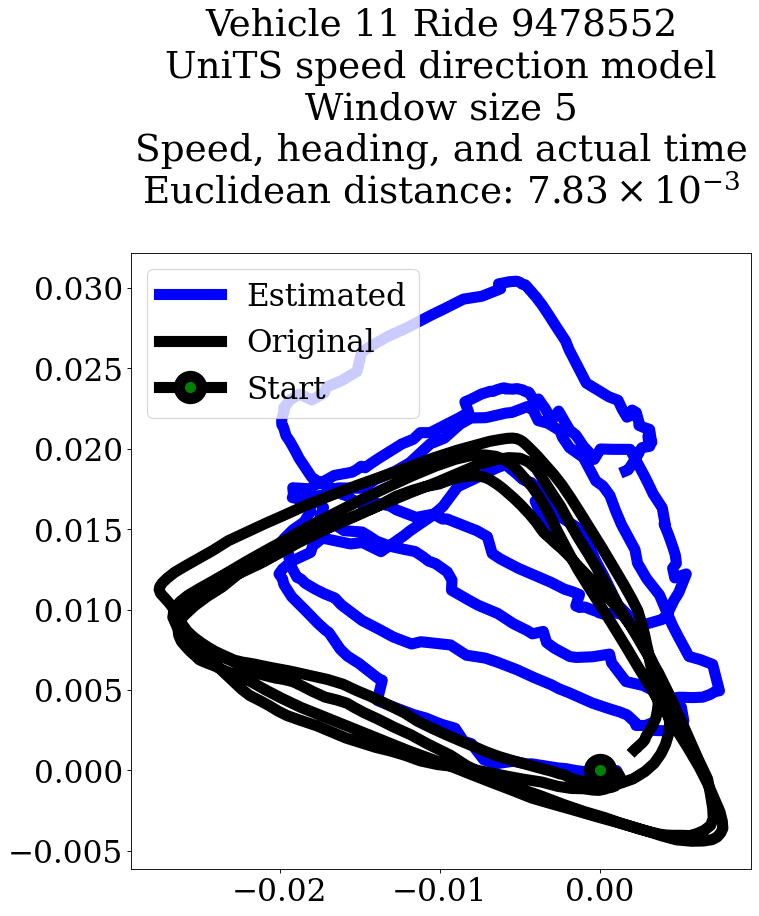 Vehicle 11 Ride 9478552
UniTS speed direction model
Window size 5
Speed, heading, and actual time
Euclidean distance: 7.83 × 10⁻³
Estimated
Original
Start
0.030
0.025
0.020
0.015
0.010
0.005
0.000
−0.005
−0.02 −0.01 0.00